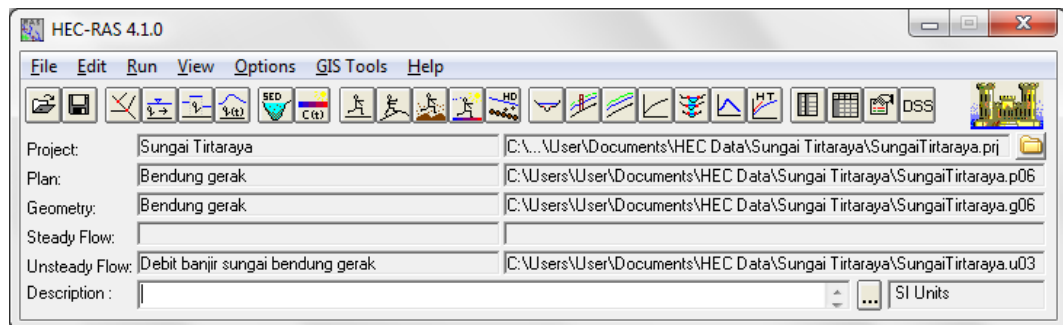 HEC-RAS 4.1.0
File Edit Run View Options GIS Tools Help
SED C(t) HD HT DSS
Project: Sungai Tirtaraya C:\...\User\Documents\HEC Data\Sungai Tirtaraya\SungaiTirtaraya.prj
Plan: Bendung gerak C:\Users\User\Documents\HEC Data\Sungai Tirtaraya\SungaiTirtaraya.p06
Geometry: Bendung gerak C:\Users\User\Documents\HEC Data\Sungai Tirtaraya\SungaiTirtaraya.g06
Steady Flow:
Unsteady Flow: Debit banjir sungai bendung gerak C:\Users\User\Documents\HEC Data\Sungai Tirtaraya\SungaiTirtaraya.u03
Description : ... SI Units